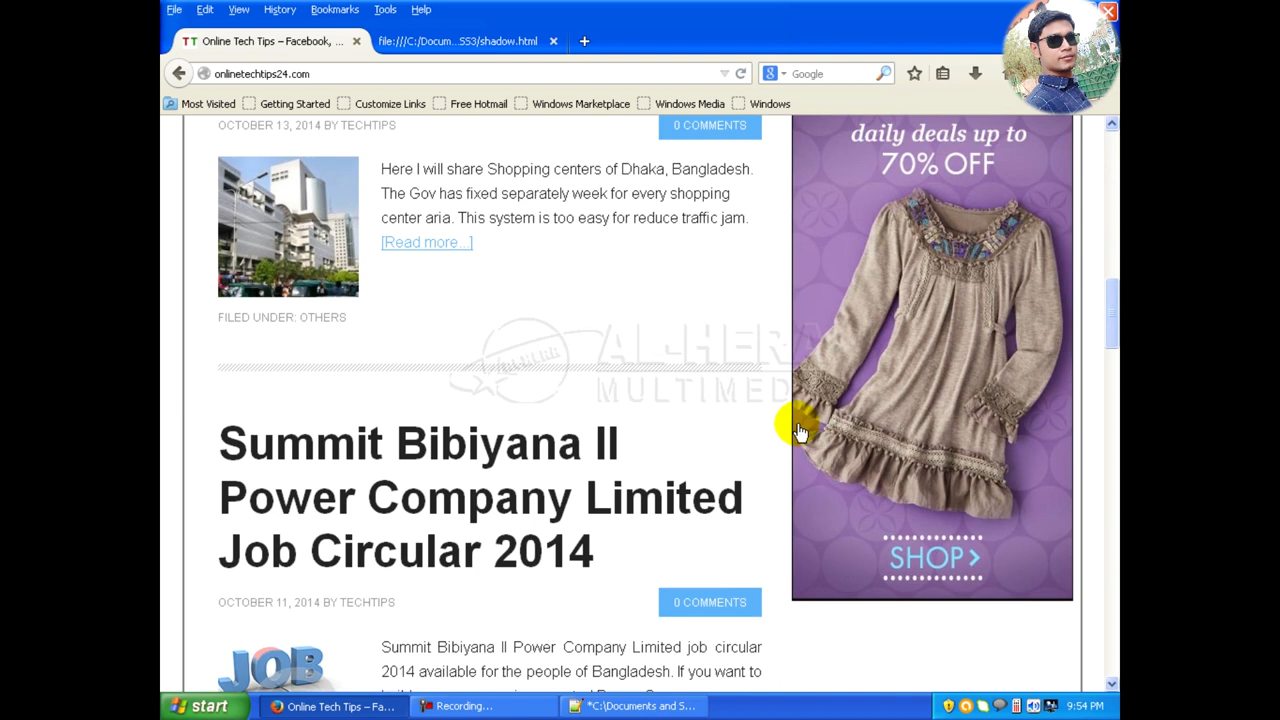 File Edit View History Bookmarks Tools Help
TT Online Tech Tips – Facebook, ...
file:///C:/Docum...SS3/shadow.html
onlinetechtips24.com
Google
Most Visited Getting Started Customize Links Free Hotmail Windows Marketplace Windows Media Windows
OCTOBER 13, 2014 BY TECHTIPS
0 COMMENTS
Here I will share Shopping centers of Dhaka, Bangladesh.
The Gov has fixed separately week for every shopping
center aria. This system is too easy for reduce traffic jam.
[Read more...]
FILED UNDER: OTHERS
daily deals up to
70% OFF
SHOP
MULTIMED
Summit Bibiyana II
Power Company Limited
Job Circular 2014
OCTOBER 11, 2014 BY TECHTIPS
0 COMMENTS
JOB
Summit Bibiyana II Power Company Limited job circular
2014 available for the people of Bangladesh. If you want to
start
Online Tech Tips – Fa...
Recording...
*C:\Documents and S...
9:54 PM